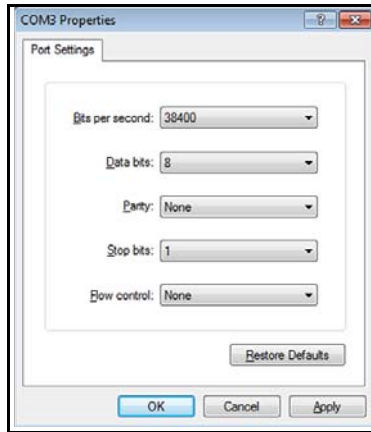 COM3 Properties
Port Settings
Bits per second: 38400
Data bits: 8
Parity: None
Stop bits: 1
Flow control: None
Restore Defaults
OK Cancel Apply